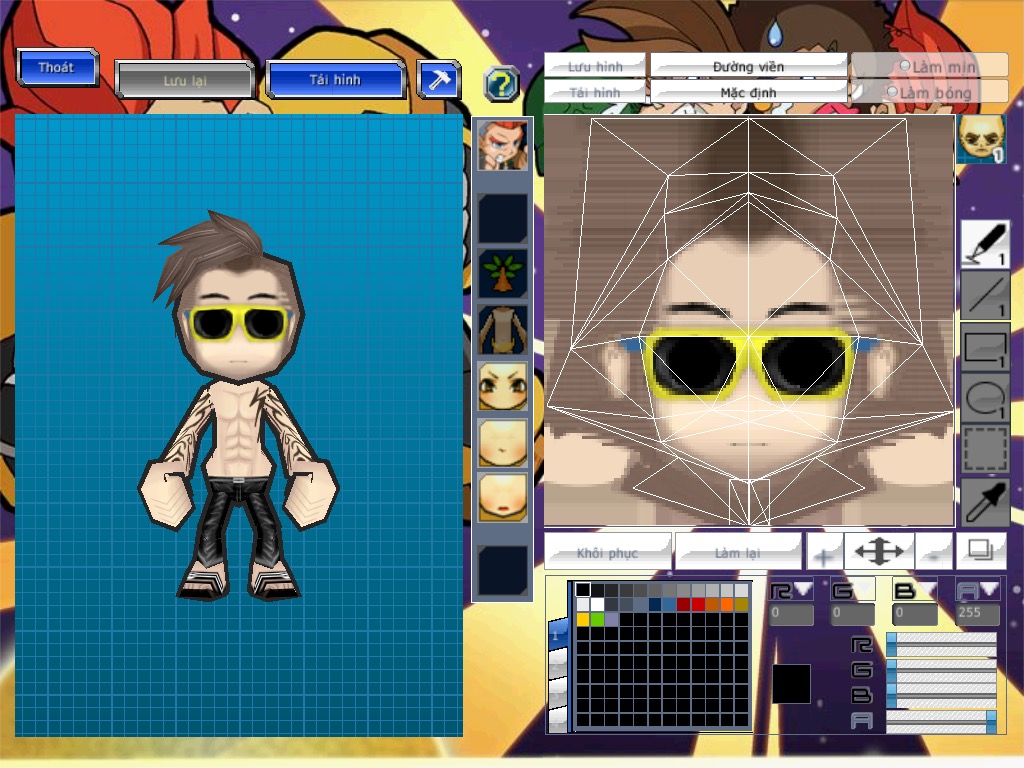 Thoát
Lưu lại
Tải hình
?
Lưu hình
Đường viền
Làm mịn
Tải hình
Mặc định
Làm bóng
1
1
1
1
1
Khôi phục
Làm lại
+
-
R
G
B
A
0
0
0
255
1
R
G
B
A